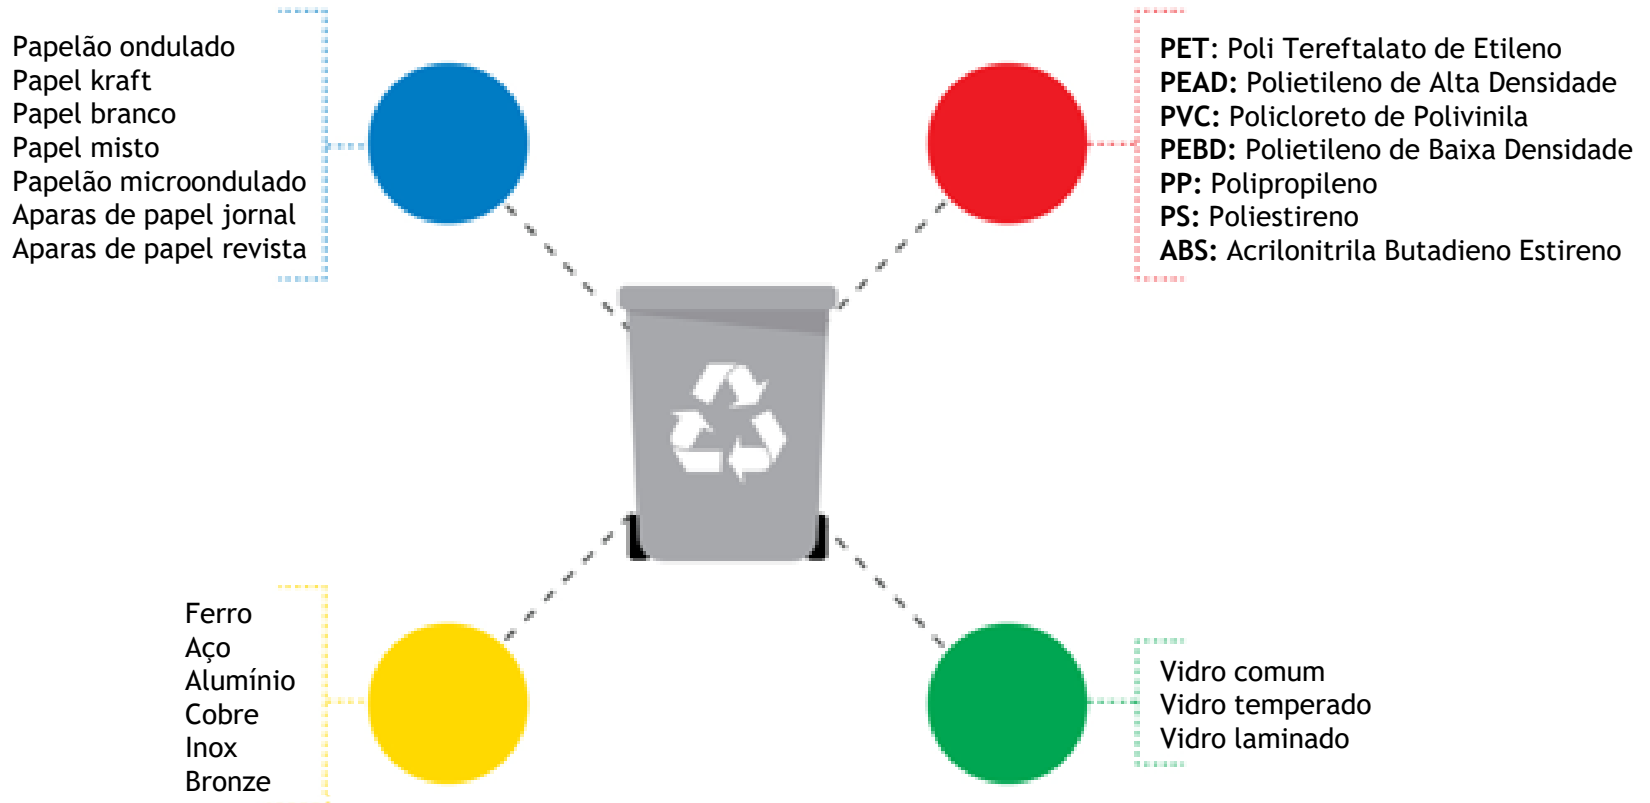 Papelão ondulado
Papel kraft
Papel branco
Papel misto
Papelão microondulado
Aparas de papel jornal
Aparas de papel revista
PET: Poli Tereftalato de Etileno
PEAD: Polietileno de Alta Densidade
PVC: Policloreto de Polivinila
PEBD: Polietileno de Baixa Densidade
PP: Polipropileno
PS: Poliestireno
ABS: Acrilonitrila Butadieno Estireno
Ferro
Aço
Alumínio
Cobre
Inox
Bronze
Vidro comum
Vidro temperado
Vidro laminado